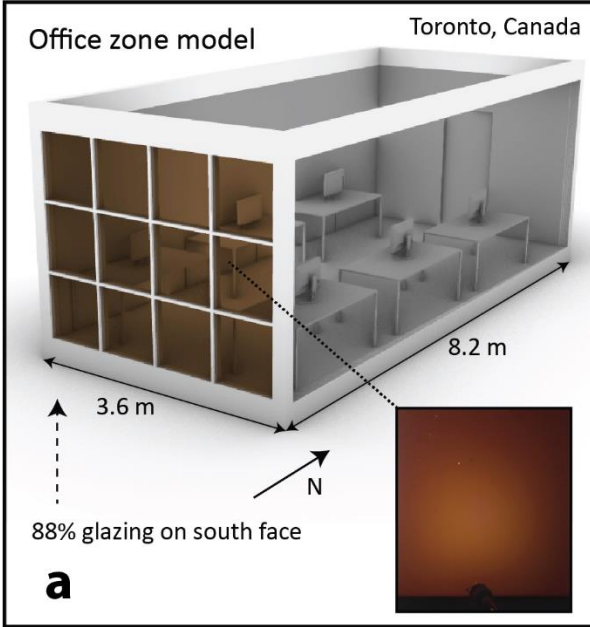 Office zone model
Toronto, Canada
8.2 m
3.6 m
N
88% glazing on south face
a